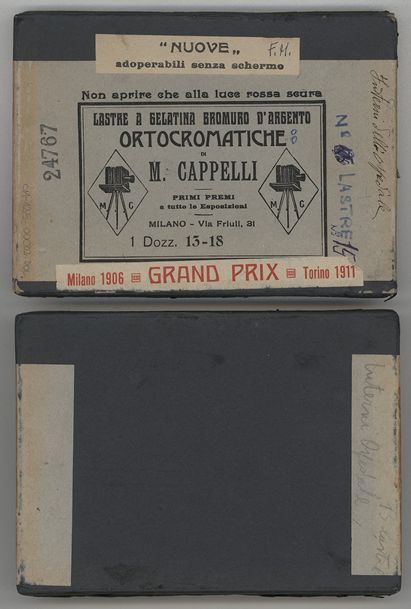 "NUOVE„
F.M.
adoperabili senza schermo
Non aprire che alla luce rossa scura
LASTRE A GELATINA BROMURO D'ARGENTO
ORTOCROMATICHE
DI
M. CAPPELLI
M G
PRIMI PREMI
a tutte le Esposizioni
M G
MILANO - Via Friuli, 31
1 Dozz. 13-18
24767
LASTRE
Milano 1906 GRAND PRIX Torino 1911
Interni Ospedale